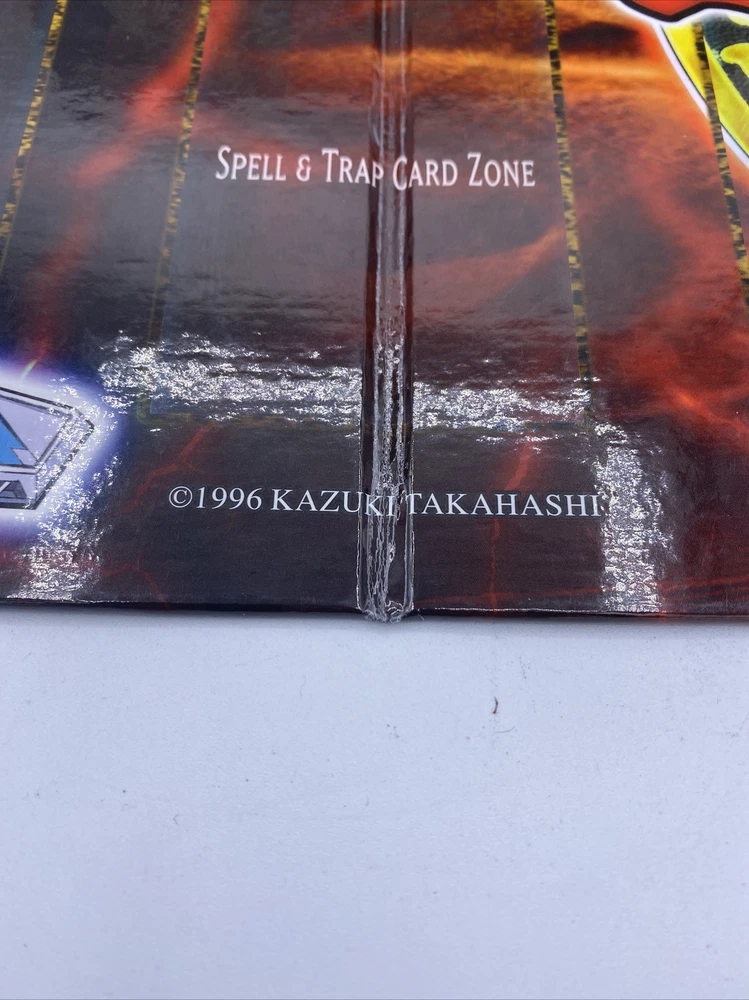 SPELL & TRAP CARD ZONE
©1996 KAZUKI TAKAHASHI